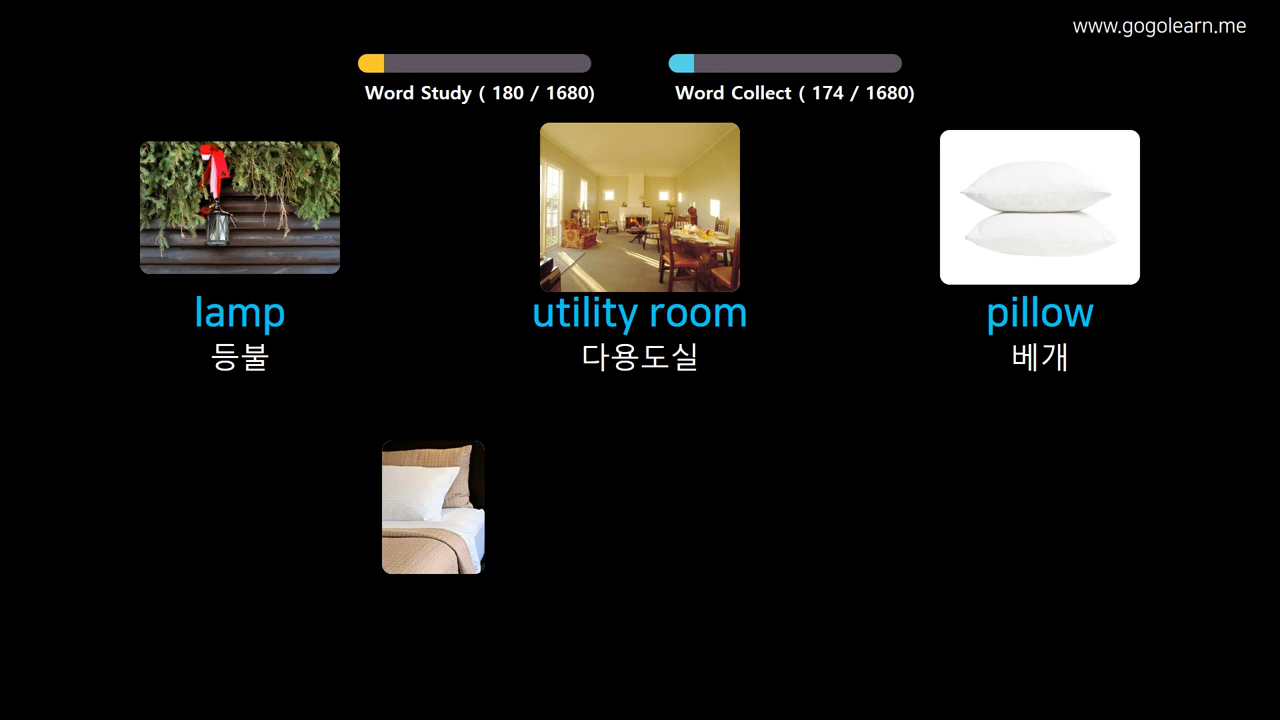 www.gogolearn.me
Word Study ( 180 / 1680)
Word Collect ( 174 / 1680)
lamp
등불
utility room
다용도실
pillow
베개